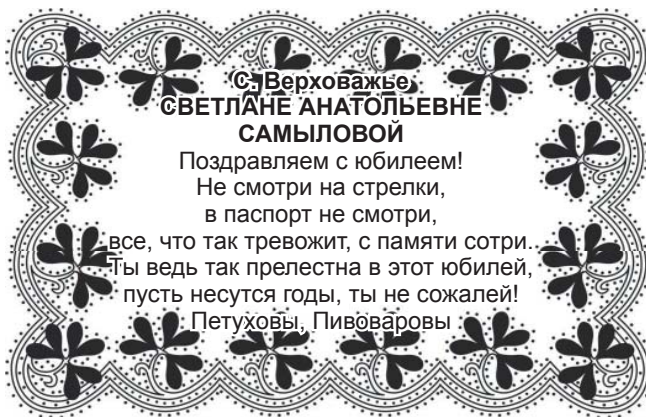 С. Верховажье
СВЕТЛАНЕ АНАТОЛЬЕВНЕ
САМЫЛОВОЙ
Поздравляем с юбилеем!
Не смотри на стрелки,
в паспорт не смотри,
все, что так тревожит, с памяти сотри..
Ты ведь так прелестна в этот юбилей,
пусть несутся годы, ты не сожалей!
Петуховы, Пивоваровы